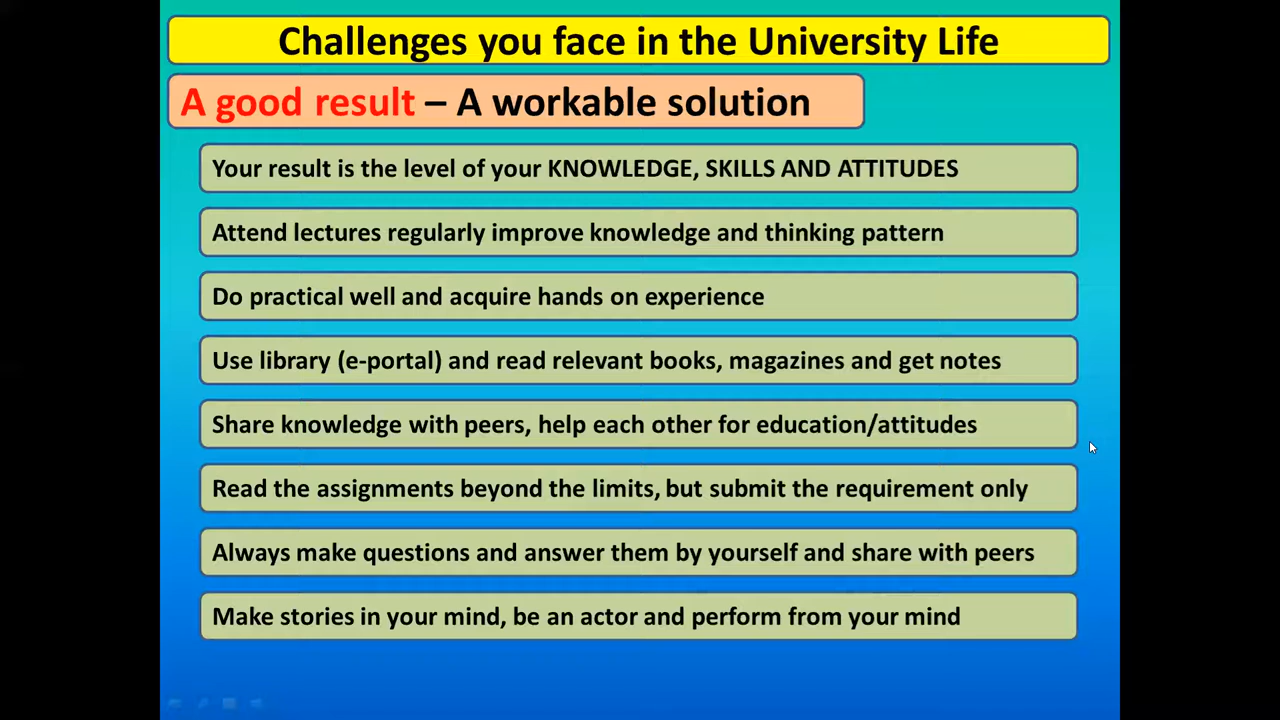 Challenges you face in the University Life
A good result – A workable solution
Your result is the level of your KNOWLEDGE, SKILLS AND ATTITUDES
Attend lectures regularly improve knowledge and thinking pattern
Do practical well and acquire hands on experience
Use library (e-portal) and read relevant books, magazines and get notes
Share knowledge with peers, help each other for education/attitudes
Read the assignments beyond the limits, but submit the requirement only
Always make questions and answer them by yourself and share with peers
Make stories in your mind, be an actor and perform from your mind